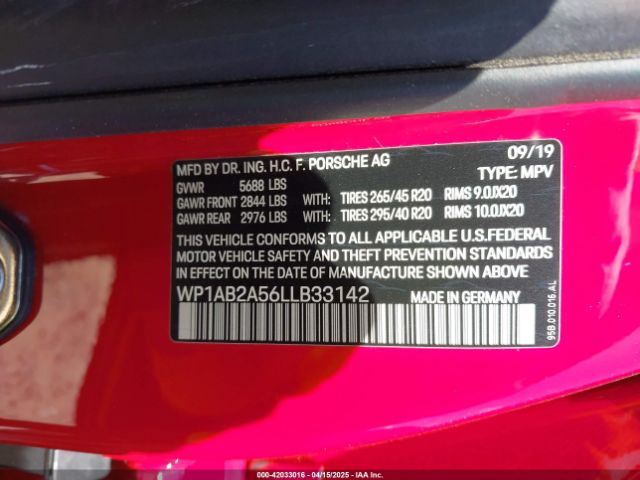 MFD BY DR. ING. H.C. F. PORSCHE AG 09/19
GVWR 5688 LBS TYPE: MPV
GAWR FRONT 2844 LBS WITH: TIRES 265/45 R20 RIMS 9.0JX20
GAWR REAR 2976 LBS WITH: TIRES 295/40 R20 RIMS 10.0JX20
THIS VEHICLE CONFORMS TO ALL APPLICABLE U.S.FEDERAL
MOTOR VEHICLE SAFETY AND THEFT PREVENTION STANDARDS
IN EFFECT ON THE DATE OF MANUFACTURE SHOWN ABOVE
WP1AB2A56LLB33142 MADE IN GERMANY
95B.010.016.AL
000-42033016 - 04/15/2025 - IAA Inc.